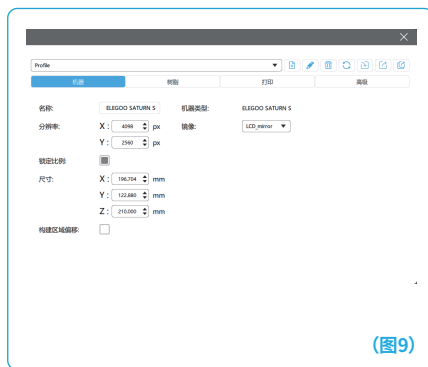 Profile
机器 树脂 打印 高级
名称: ELEGOO SATURN S 机器类型: ELEGOO SATURN S
分辨率: X : 4098 px 镜像: LCD_mirror
Y : 2560 px
锁定比例:
尺寸: X : 196.704 mm
Y : 122.880 mm
Z : 210.000 mm
构建区域偏移:
(图9)